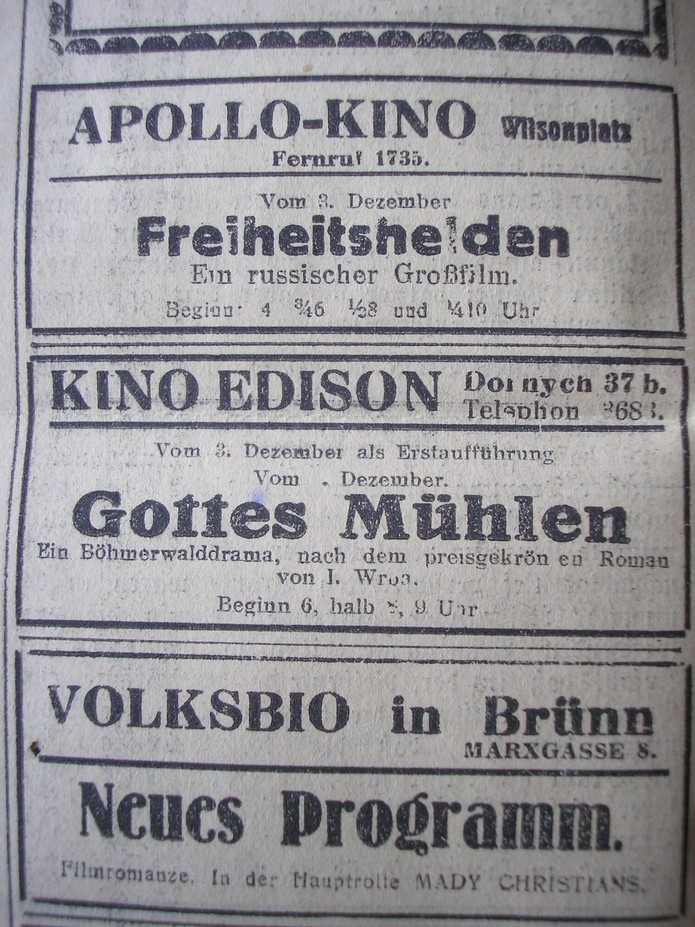 APOLLO-KINO Wilsonplatz
Fernruf 1735.
Vom 3. Dezember
Freiheitshelden
Ein russischer Großfilm.
Beginn 4 ¾6 ½8 und ¼10 Uhr
KINO EDISON Dornych 37 b.
Telephon
Vom 3. Dezember als Erstaufführung
Vom . Dezember.
Gottes Mühlen
Ein Böhmerwalddrama, nach dem preisgekrön en Roman
von I.
Beginn 6, halb 8, 9 Uhr
VOLKSBIO in Brünn
MARXGASSE 8.
Neues Programm.
Filmromanze. In der Hauptrolle MADY CHRISTIANS.